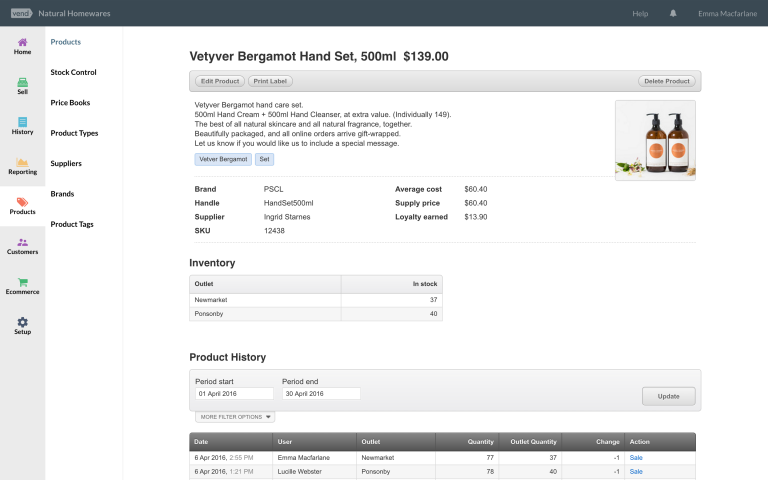 vend Natural Homewares Help Emma Macfarlane
Home
Sell
History
Reporting
Products
Customers
Ecommerce
Setup
Products
Stock Control
Price Books
Product Types
Suppliers
Brands
Product Tags
Vetyver Bergamot Hand Set, 500ml $139.00
Edit Product Print Label Delete Product
Vetyver Bergamot hand care set.
500ml Hand Cream + 500ml Hand Cleanser, at extra value. (Individually 149).
The best of all natural skincare and all natural fragrance, together.
Beautifully packaged, and all online orders arrive gift-wrapped.
Let us know if you would like us to include a special message.
Vetver Bergamot Set
Brand PSCL Average cost $60.40
Handle HandSet500ml Supply price $60.40
Supplier Ingrid Starnes Loyalty earned $13.90
SKU 12438
Inventory
Outlet In stock
Newmarket 37
Ponsonby 40
Product History
Period start Period end
01 April 2016 30 April 2016
Update
MORE FILTER OPTIONS
Date User Outlet Quantity Outlet Quantity Change Action
6 Apr 2016, 2:55 PM Emma Macfarlane Newmarket 77 37 -1 Sale
6 Apr 2016, 1:21 PM Lucille Webster Ponsonby 78 40 -1 Sale